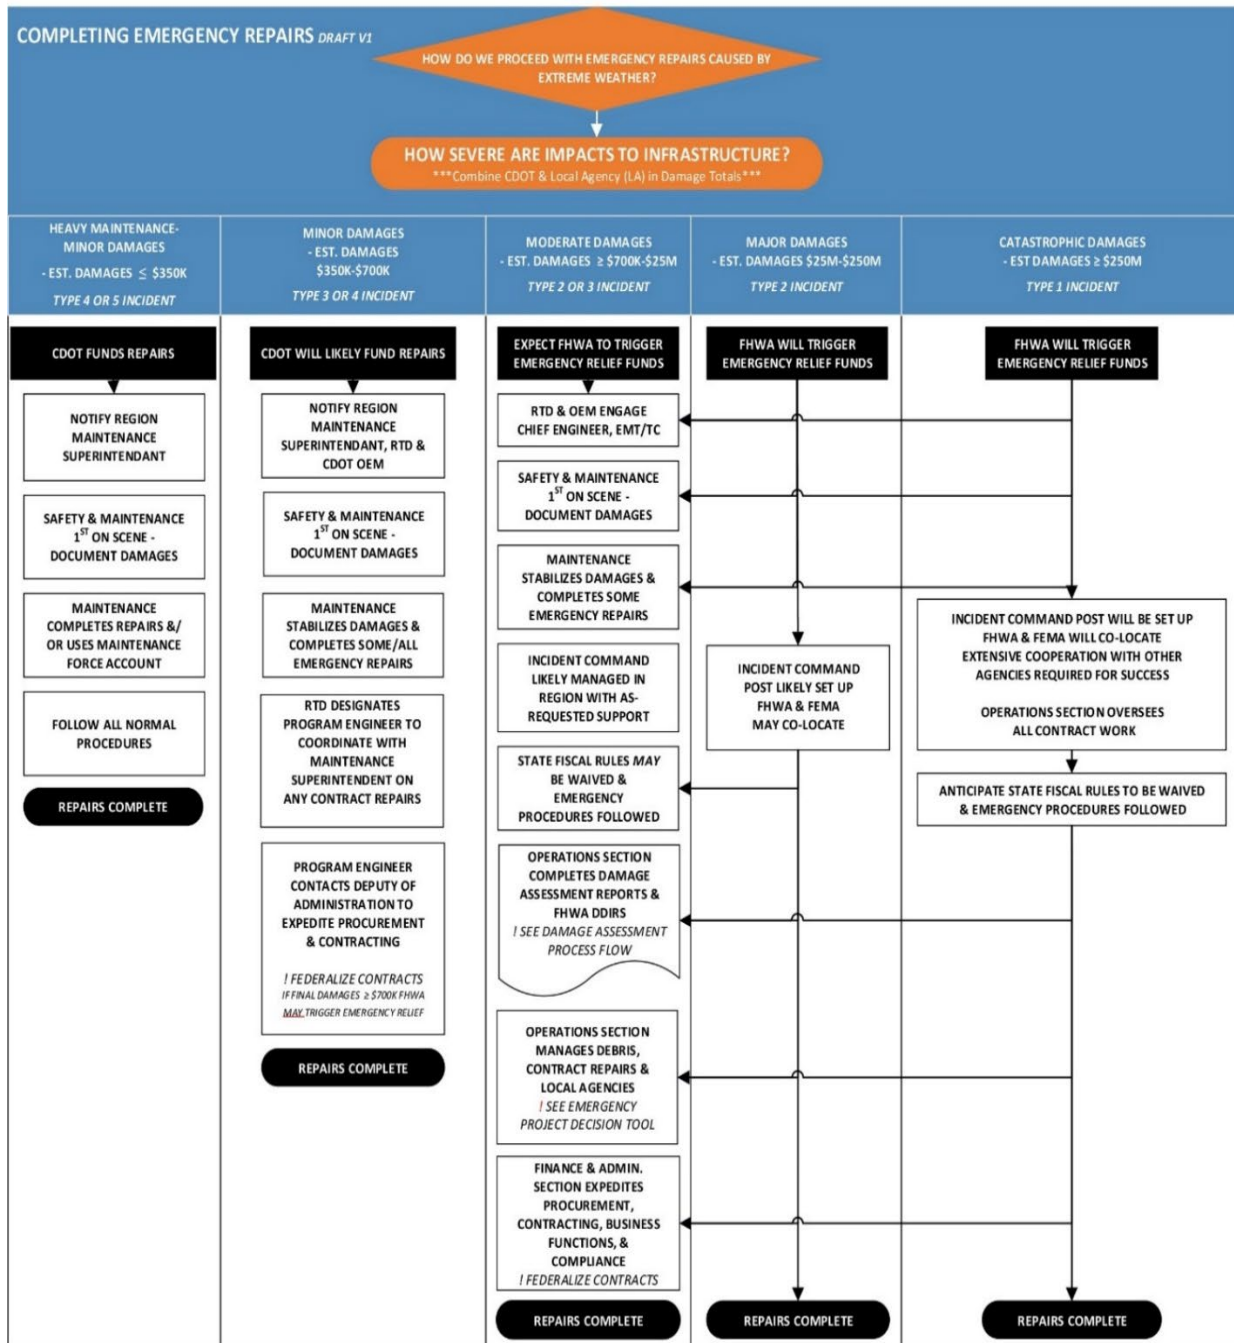 COMPLETING EMERGENCY REPAIRS DRAFT V1
HOW DO WE PROCEED WITH EMERGENCY REPAIRS CAUSED BY
EXTREME WEATHER?
HOW SEVERE ARE IMPACTS TO INFRASTRUCTURE?
***Combine CDOT & Local Agency (LA) in Damage Totals***
HEAVY MAINTENANCE-
MINOR DAMAGES
- EST. DAMAGES ≤ $350K
TYPE 4 OR 5 INCIDENT
MINOR DAMAGES
- EST. DAMAGES
$350K-$700K
TYPE 3 OR 4 INCIDENT
MODERATE DAMAGES
- EST. DAMAGES ≥ $700K-$25M
TYPE 2 OR 3 INCIDENT
MAJOR DAMAGES
- EST. DAMAGES $25M-$250M
TYPE 2 INCIDENT
CATASTROPHIC DAMAGES
- EST DAMAGES ≥ $250M
TYPE 1 INCIDENT
CDOT FUNDS REPAIRS
NOTIFY REGION
MAINTENANCE
SUPERINTENDANT
SAFETY & MAINTENANCE
1ST ON SCENE -
DOCUMENT DAMAGES
MAINTENANCE
COMPLETES REPAIRS &/
OR USES MAINTENANCE
FORCE ACCOUNT
FOLLOW ALL NORMAL
PROCEDURES
REPAIRS COMPLETE
CDOT WILL LIKELY FUND REPAIRS
NOTIFY REGION
MAINTENANCE
SUPERINTENDANT, RTD &
CDOT OEM
SAFETY & MAINTENANCE
1ST ON SCENE -
DOCUMENT DAMAGES
MAINTENANCE
STABILIZES DAMAGES &
COMPLETES SOME/ALL
EMERGENCY REPAIRS
RTD DESIGNATES
PROGRAM ENGINEER TO
COORDINATE WITH
MAINTENANCE
SUPERINTENDENT ON
ANY CONTRACT REPAIRS
PROGRAM ENGINEER
CONTACTS DEPUTY OF
ADMINISTRATION TO
EXPEDITE PROCUREMENT
& CONTRACTING
! FEDERALIZE CONTRACTS
IF FINAL DAMAGES ≥ $700K FHWA
MAY TRIGGER EMERGENCY RELIEF
REPAIRS COMPLETE
EXPECT FHWA TO TRIGGER
EMERGENCY RELIEF FUNDS
RTD & OEM ENGAGE
CHIEF ENGINEER, EMT/TC
SAFETY & MAINTENANCE
1ST ON SCENE -
DOCUMENT DAMAGES
MAINTENANCE
STABILIZES DAMAGES &
COMPLETES SOME
EMERGENCY REPAIRS
INCIDENT COMMAND
LIKELY MANAGED IN
REGION WITH AS-
REQUESTED SUPPORT
STATE FISCAL RULES MAY
BE WAIVED &
EMERGENCY
PROCEDURES FOLLOWED
OPERATIONS SECTION
COMPLETES DAMAGE
ASSESSMENT REPORTS &
FHWA DDIRS
! SEE DAMAGE ASSESSMENT
PROCESS FLOW
OPERATIONS SECTION
MANAGES DEBRIS,
CONTRACT REPAIRS &
LOCAL AGENCIES
! SEE EMERGENCY
PROJECT DECISION TOOL
FINANCE & ADMIN.
SECTION EXPEDITES
PROCUREMENT,
CONTRACTING, BUSINESS
FUNCTIONS, &
COMPLIANCE
! FEDERALIZE CONTRACTS
REPAIRS COMPLETE
FHWA WILL TRIGGER
EMERGENCY RELIEF FUNDS
INCIDENT COMMAND
POST LIKELY SET UP
FHWA & FEMA
MAY CO-LOCATE
REPAIRS COMPLETE
FHWA WILL TRIGGER
EMERGENCY RELIEF FUNDS
INCIDENT COMMAND POST WILL BE SET UP
FHWA & FEMA WILL CO-LOCATE
EXTENSIVE COOPERATION WITH OTHER
AGENCIES REQUIRED FOR SUCCESS
OPERATIONS SECTION OVERSEES
ALL CONTRACT WORK
ANTICIPATE STATE FISCAL RULES TO BE WAIVED
& EMERGENCY PROCEDURES FOLLOWED
REPAIRS COMPLETE